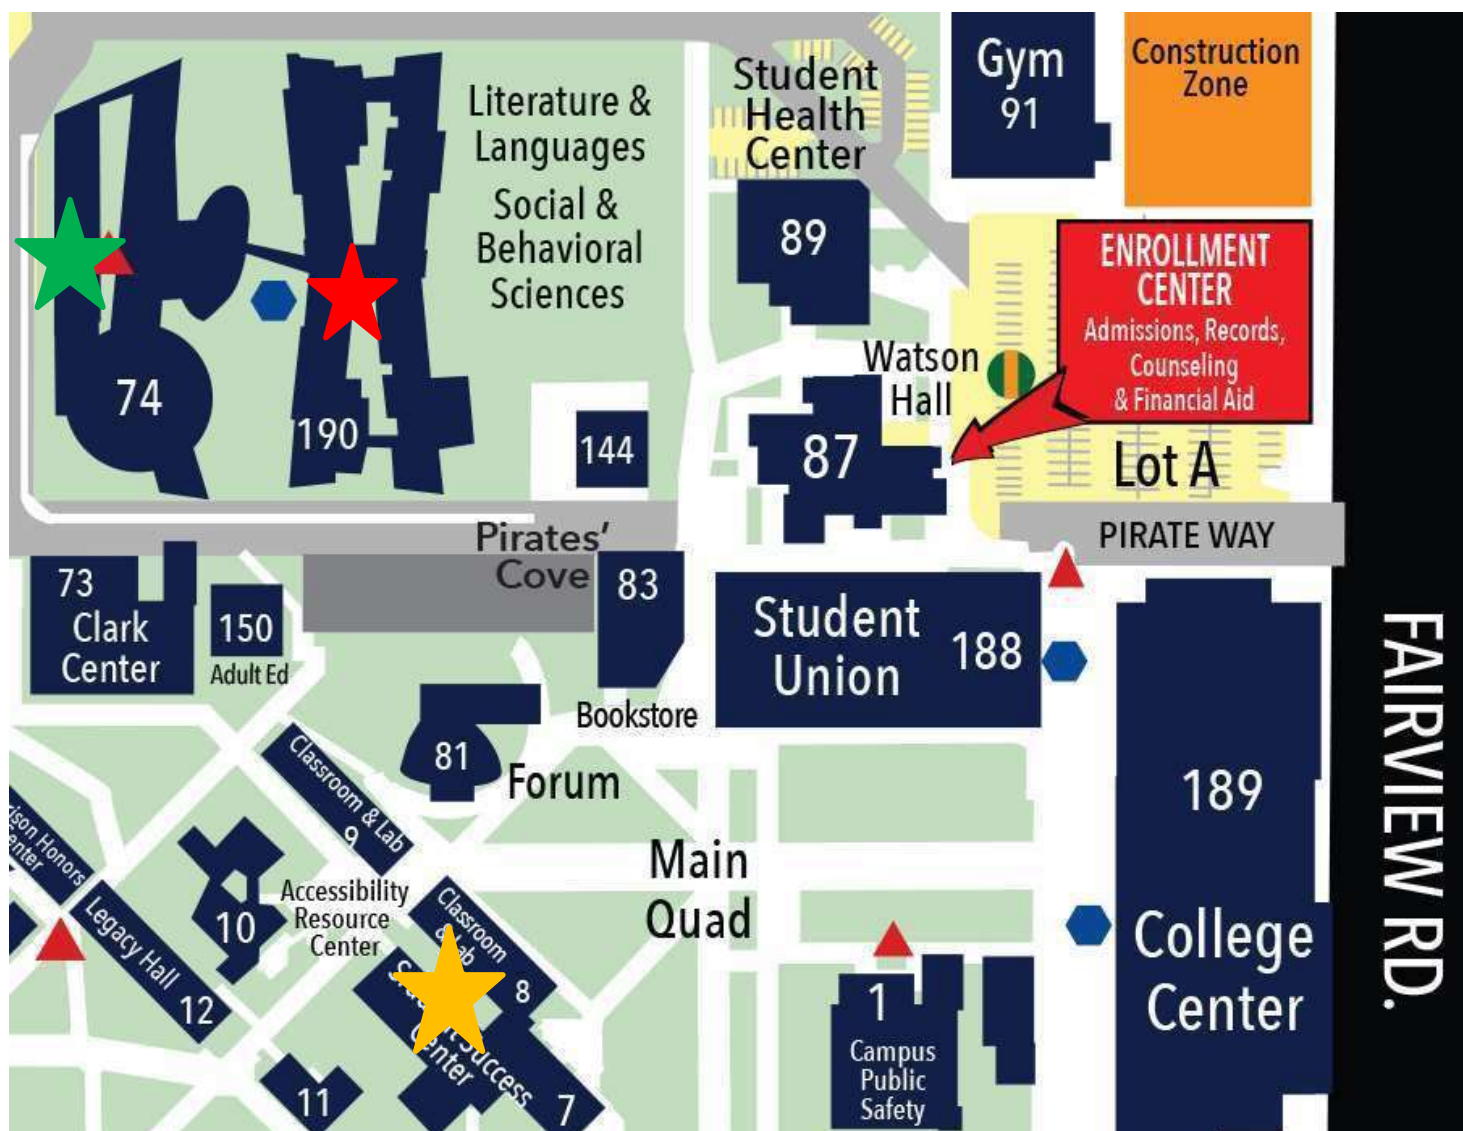 Literature &
Languages
Social &
Behavioral
Sciences
Student
Health
Center
Gym
91
Construction
Zone
89
ENROLLMENT
CENTER
Admissions, Records,
Counseling
& Financial Aid
Watson
Hall
74
190
144
87
Lot A
Pirates'
Cove
PIRATE WAY
73
Clark
Center
150
Adult Ed
83
Bookstore
Student
Union
188
FAIRVIEW RD.
81
Forum
Classroom & Lab
9
189
College
Center
Main
Quad
Honors
Legacy Hall
12
10
Accessibility
Resource
Center
Classroom
& Lab
8
Success
Center
7
11
1
Campus
Public
Safety